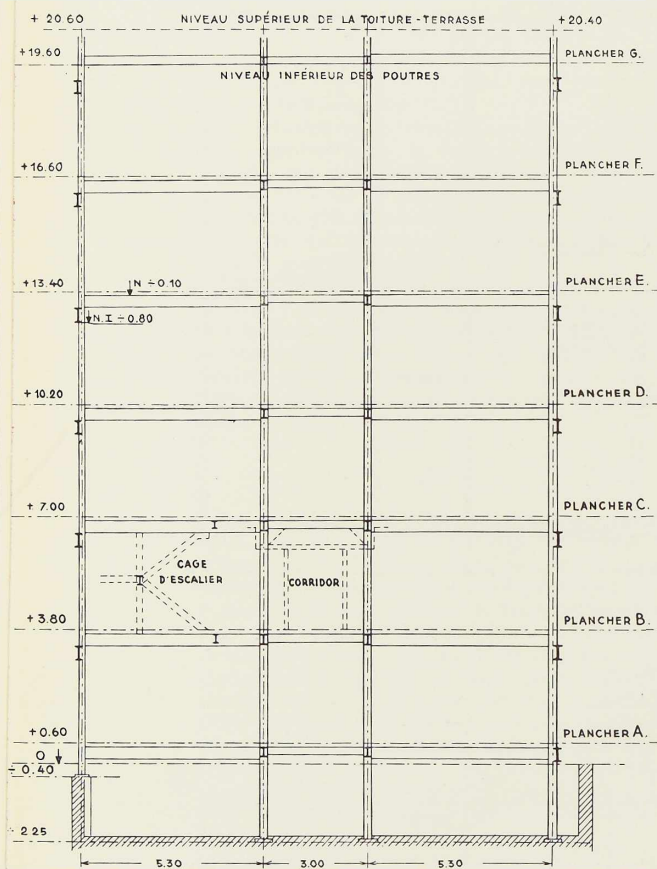 + 20.60 NIVEAU SUPÉRIEUR DE LA TOITURE-TERRASSE + 20.40
+19.60 PLANCHER G.
NIVEAU INFÉRIEUR DES POUTRES
+16.60 PLANCHER F.
+13.40 N ÷0.10 PLANCHER E.
N.I ÷0.80
+10.20 PLANCHER D.
+ 7.00 PLANCHER C.
CAGE
D'ESCALIER CORRIDOR
+ 3.80 PLANCHER B.
+0.60 PLANCHER A.
0
÷ 0.40
÷ 2 25
5.30 3.00 5.30